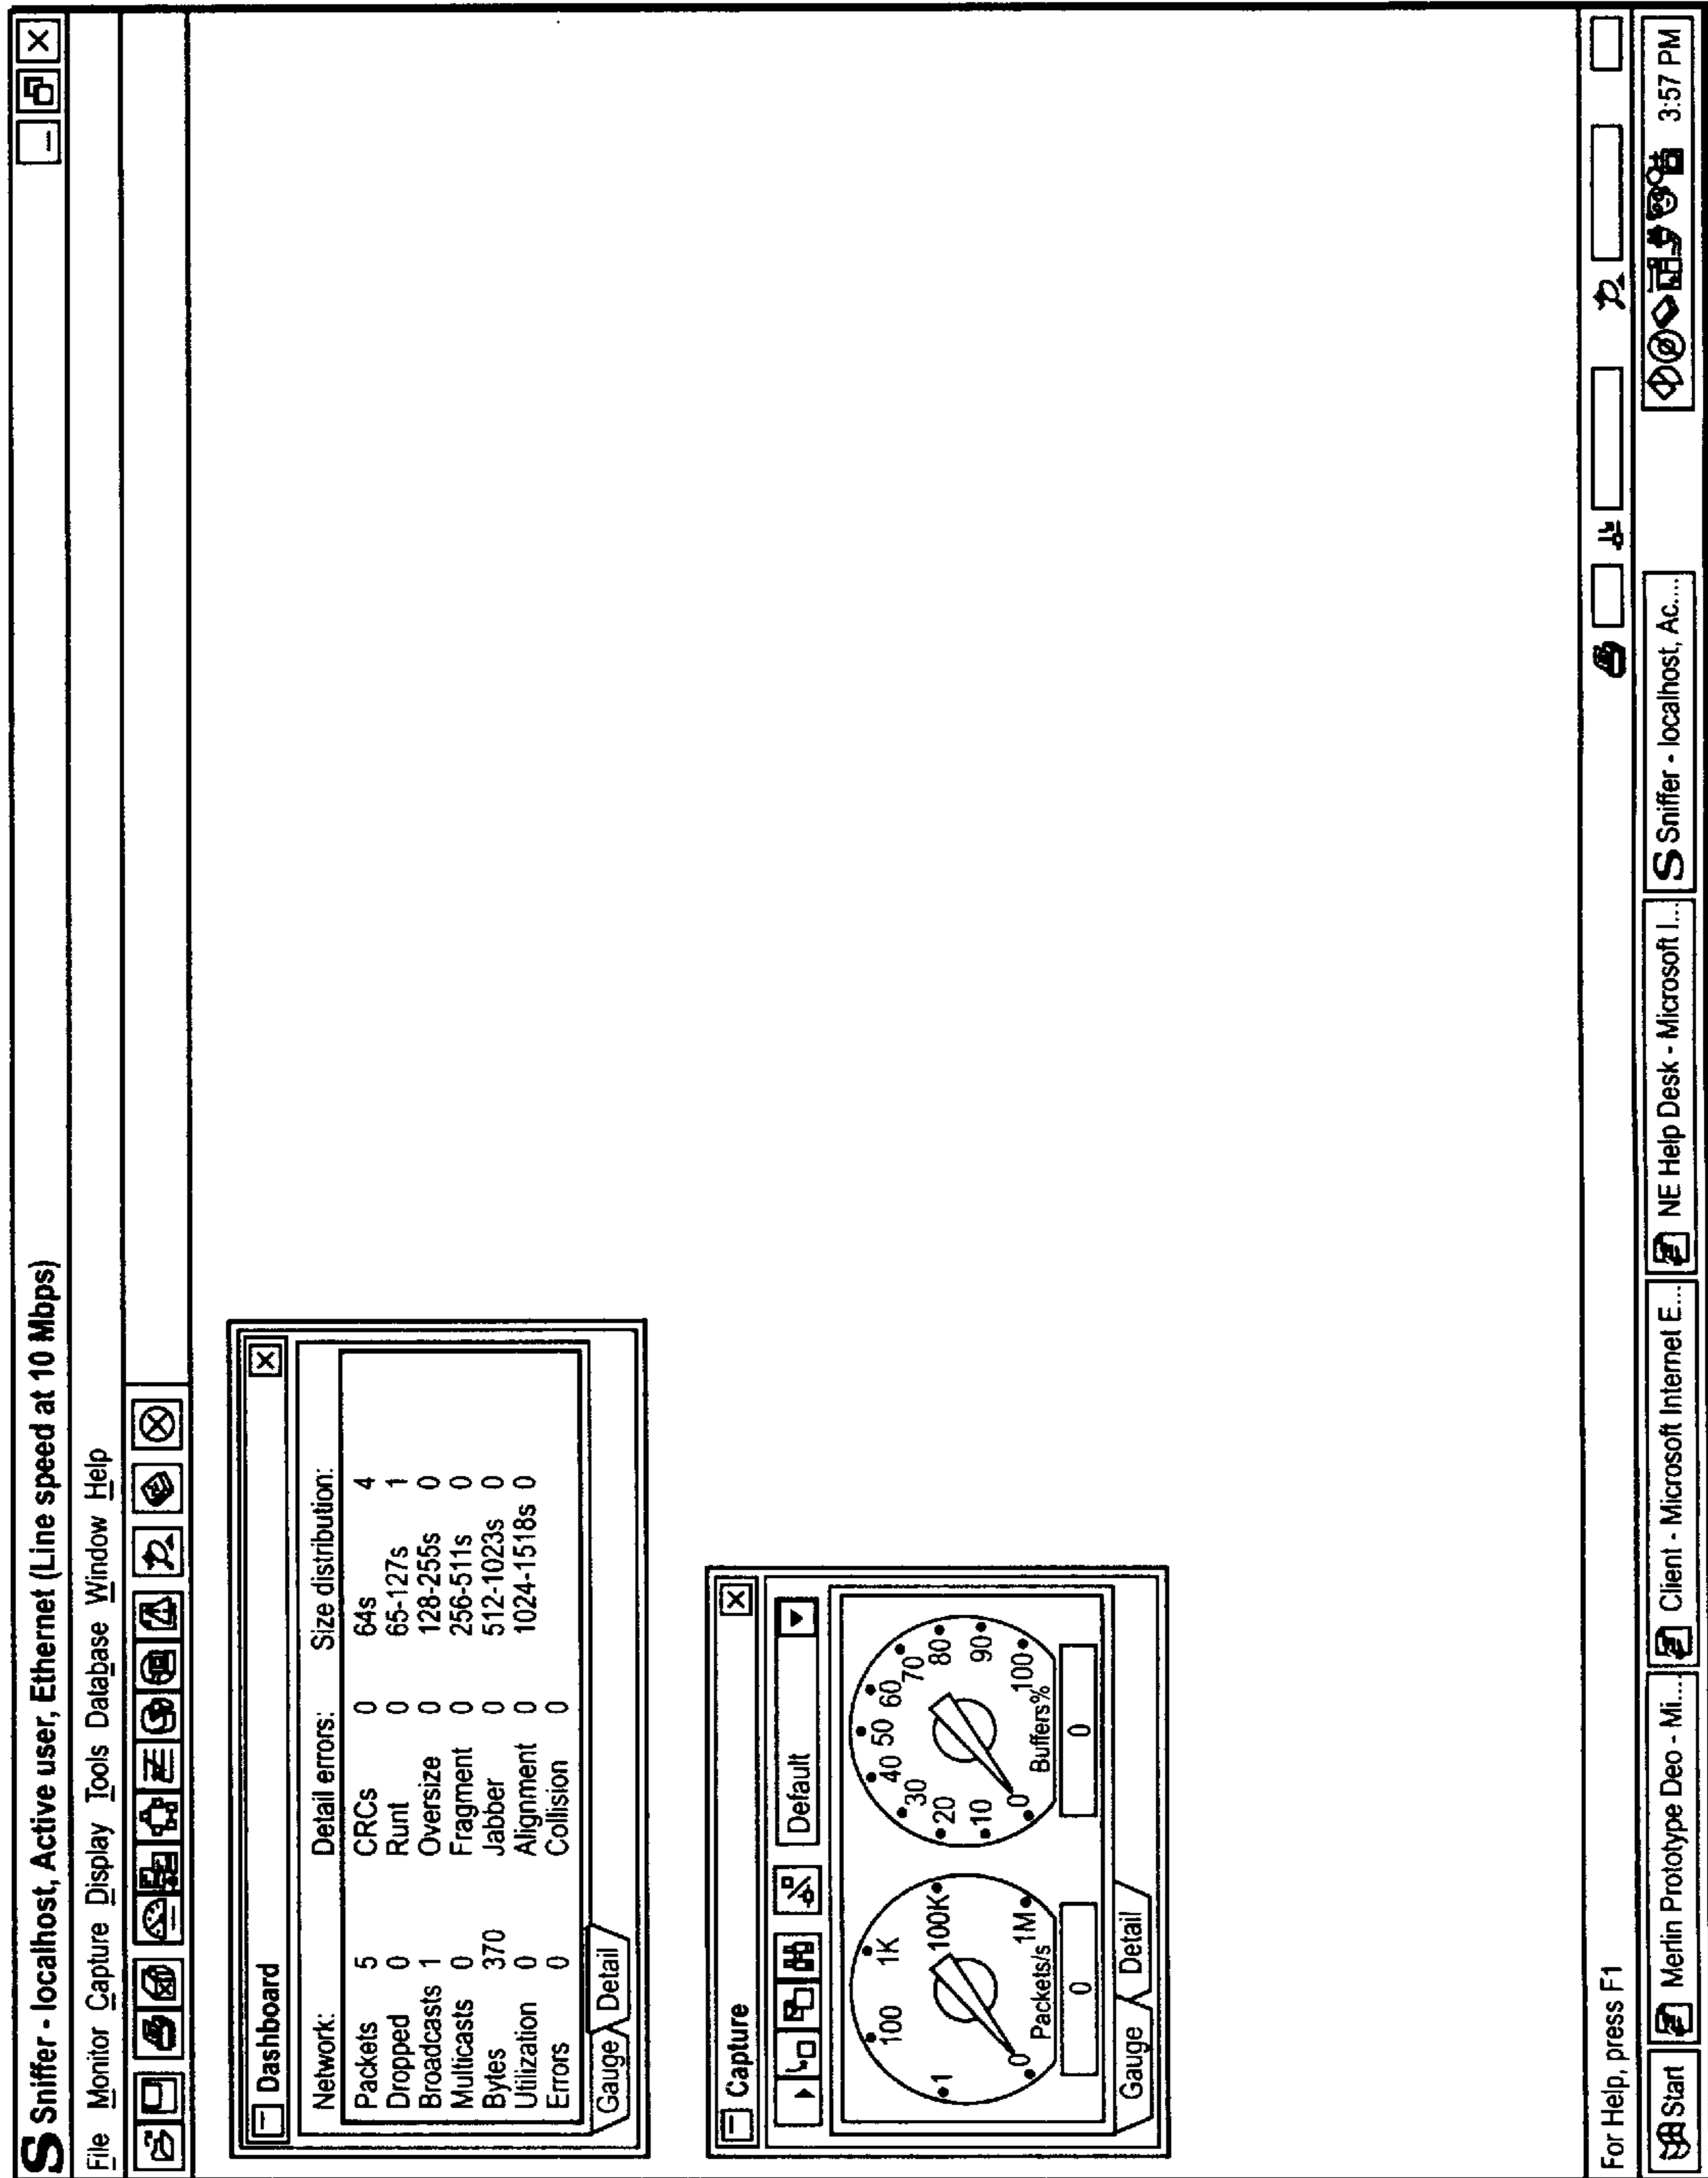 S Sniffer - localhost, Active user, Ethernet (Line speed at 10 Mbps)
File Monitor Capture Display Tools Database Window Help
Dashboard
Network: Detail errors: Size distribution:
Packets 5 CRCs 0 64s 4
Dropped 0 Runt 0 65-127s 1
Broadcasts 1 Oversize 0 128-255s 0
Multicasts 0 Fragment 0 256-511s 0
Bytes 370 Jabber 0 512-1023s 0
Utilization 0 Alignment 0 1024-1518s 0
Errors 0 Collision 0
Gauge Detail
Capture
Default
0 1 100 1K 100K 1M
Packets/s
0
0 10 20 30 40 50 60 70 80 90 100
Buffers%
0
Gauge Detail
For Help, press F1
Start Merlin Prototype Deo - Mi... Client - Microsoft Internet E... NE Help Desk - Microsoft I... S Sniffer - localhost, Ac.... 3:57 PM